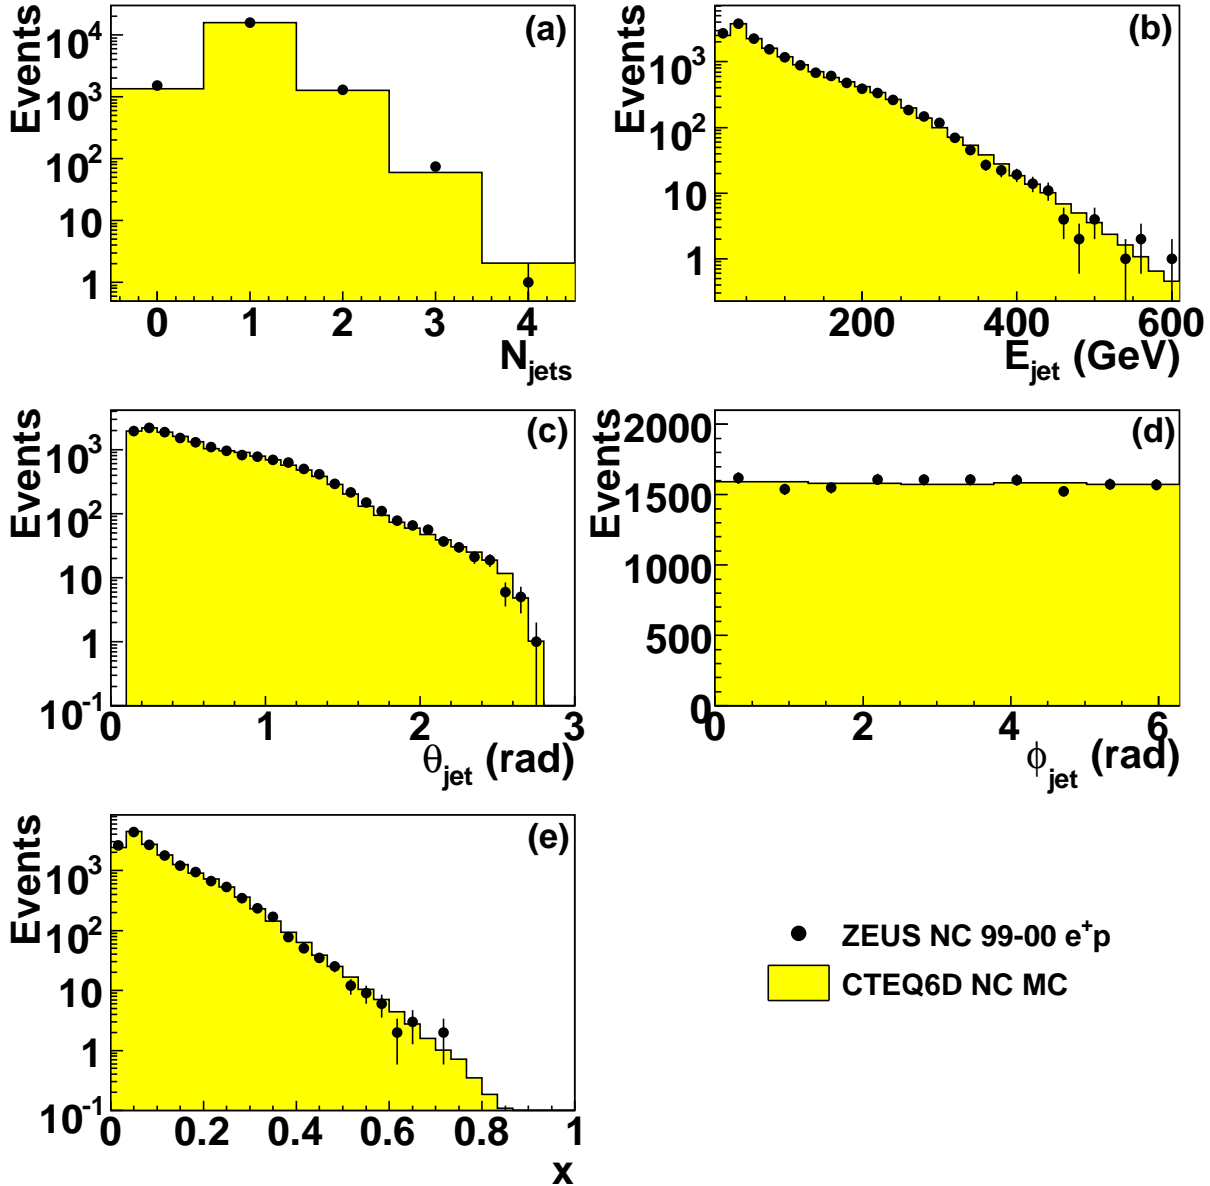 (a)
Events
10⁴
10³
10²
10
1
0 1 2 3 4
N_jets
(b)
Events
10³
10²
10
1
200 400 600
E_jet (GeV)
(c)
Events
10³
10²
10
1
10⁻¹
0 1 2 3
θ_jet (rad)
(d)
Events
2000
1500
1000
500
0
0 2 4 6
ϕ_jet (rad)
(e)
Events
10³
10²
10
1
10⁻¹
0 0.2 0.4 0.6 0.8 1
x
ZEUS NC 99-00 e⁺p
CTEQ6D NC MC